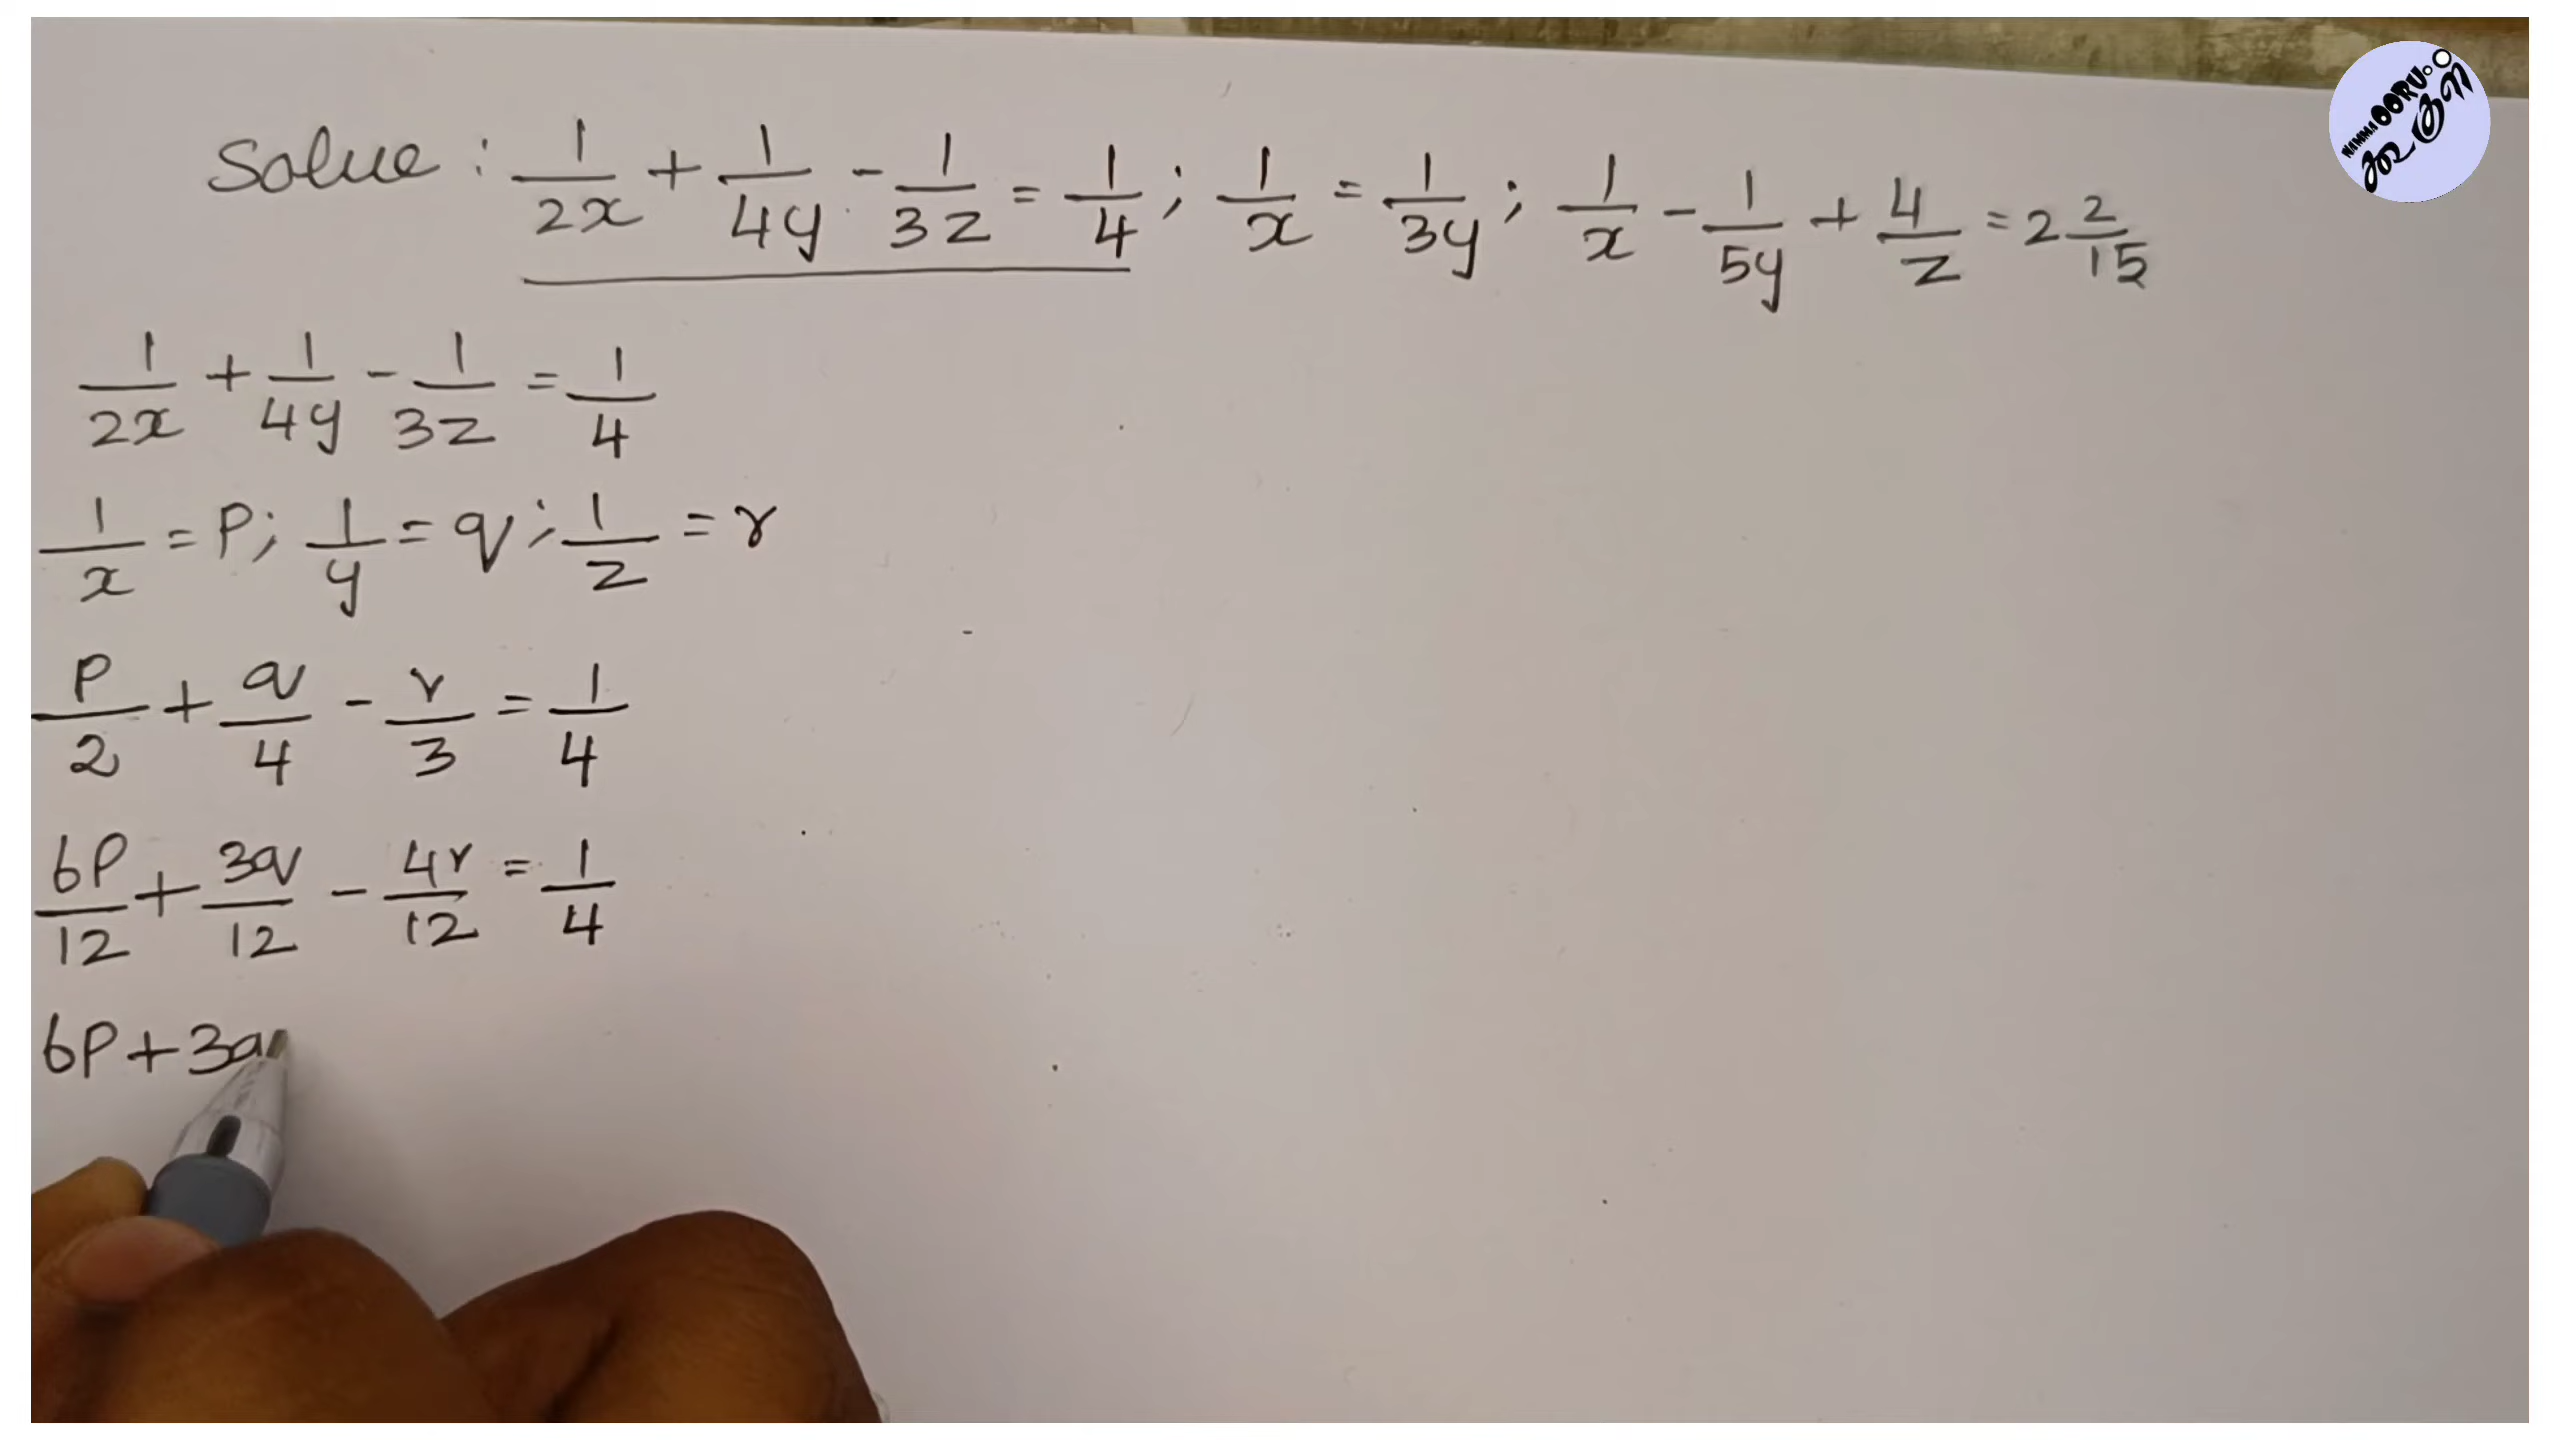 Solve : 1/2x + 1/4y - 1/3z = 1/4 ; 1/x = 1/3y ; 1/x - 1/5y + 4/z = 2 2/15
1/2x + 1/4y - 1/3z = 1/4
1/x = p ; 1/y = q ; 1/z = r
p/2 + q/4 - r/3 = 1/4
6p/12 + 3q/12 - 4r/12 = 1/4
6p + 3q
NAMMA OORU